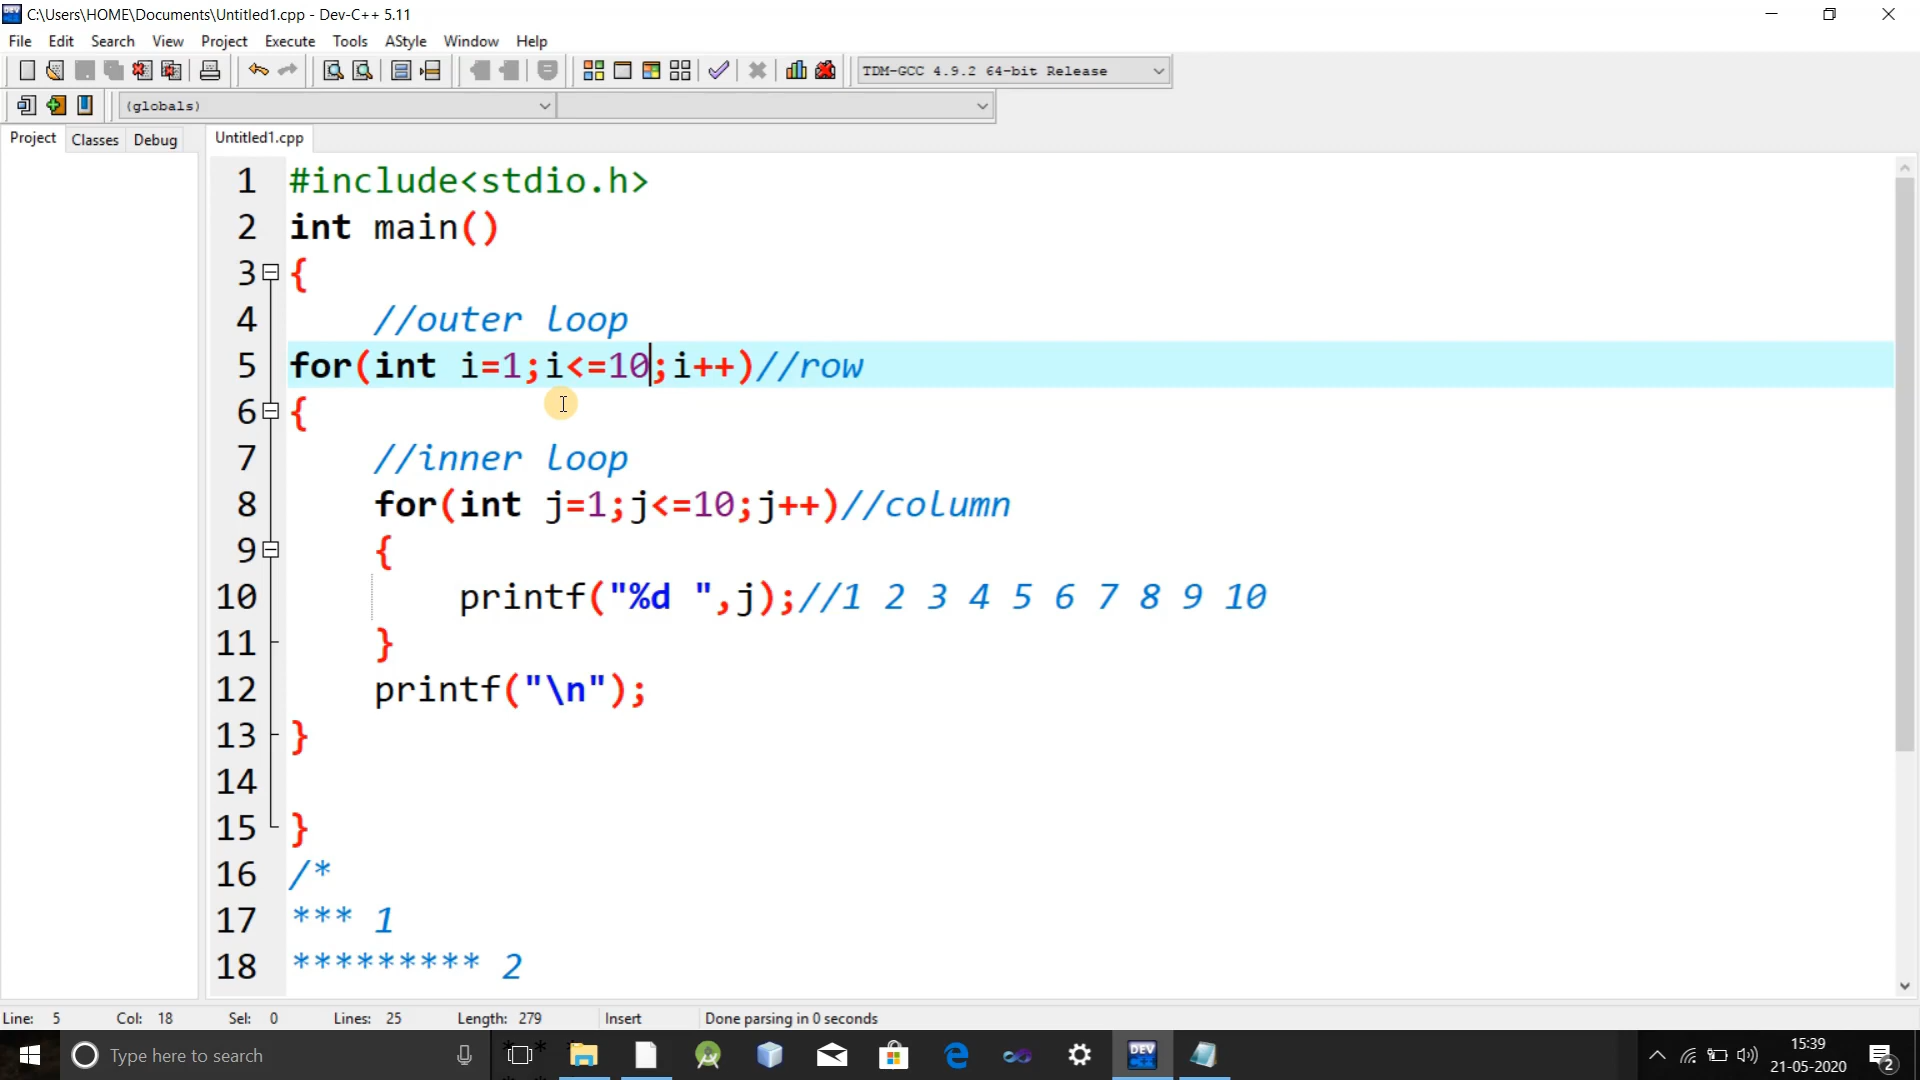 C:\Users\HOME\Documents\Untitled1.cpp - Dev-C++ 5.11
File Edit Search View Project Execute Tools AStyle Window Help
TDM-GCC 4.9.2 64-bit Release
(globals)
Project Classes Debug Untitled1.cpp
1 #include<stdio.h>
2 int main()
3 {
4 //outer loop
5 for(int i=1;i<=10;i++)//row
6 {
7 //inner loop
8 for(int j=1;j<=10;j++)//column
9 {
10 printf("%d ",j);//1 2 3 4 5 6 7 8 9 10
11 }
12 printf("\n");
13 }
14
15 }
16 /*
17 *** 1
18 ********* 2
Line: 5 Col: 18 Sel: 0 Lines: 25 Length: 279 Insert Done parsing in 0 seconds
Type here to search
DEV
15:39
21-05-2020
2